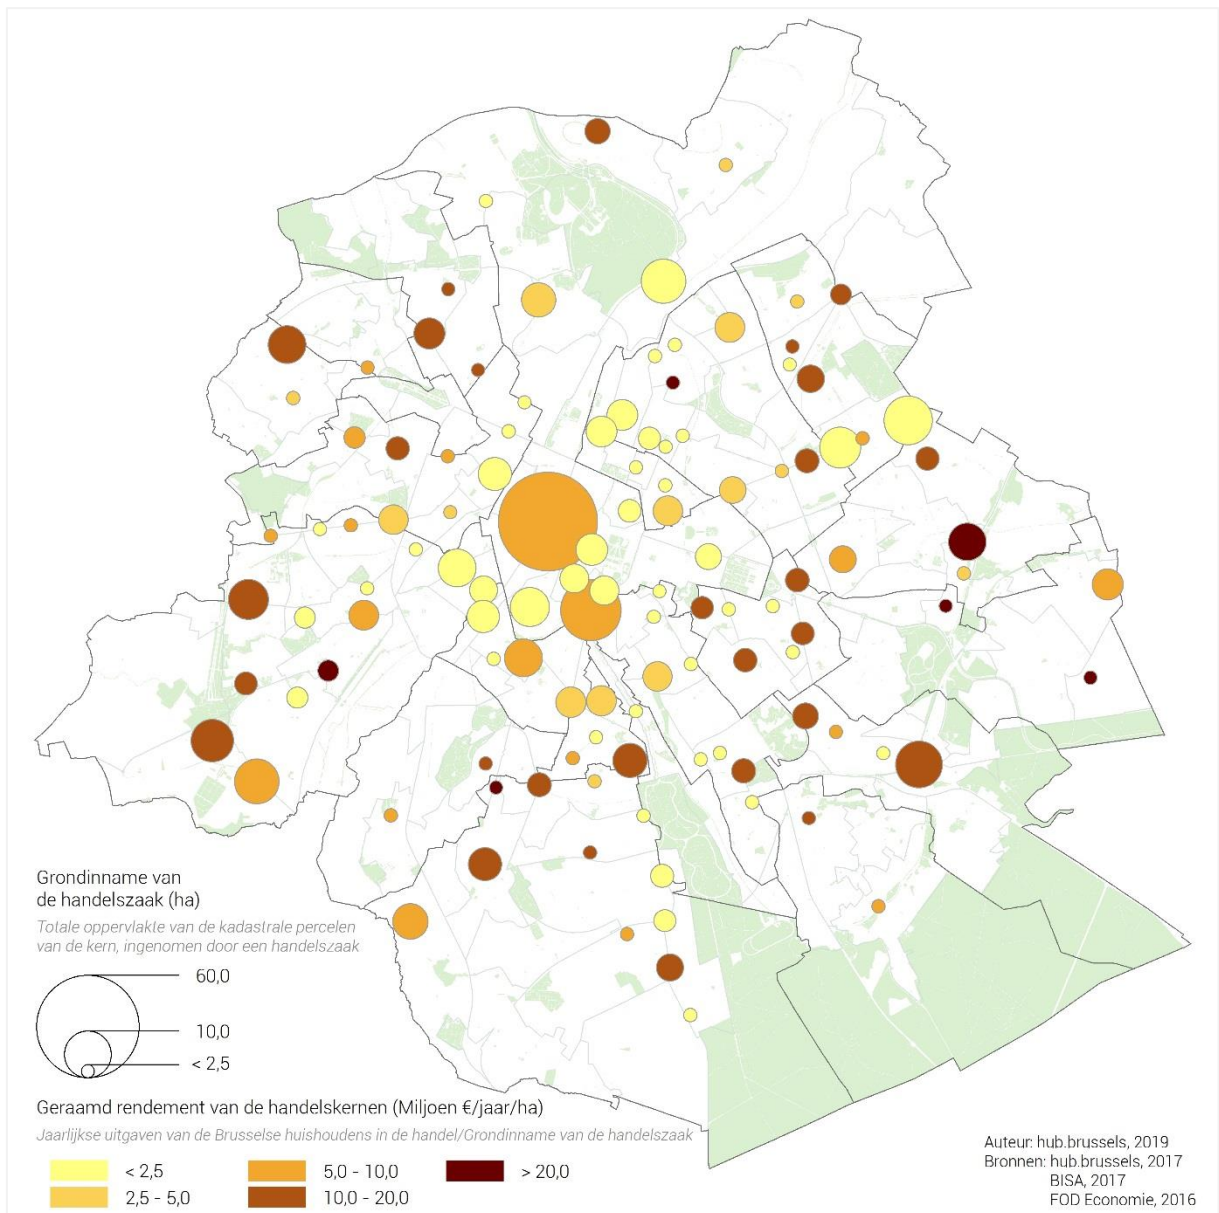 Grondinname van
de handelszaak (ha)
Totale oppervlakte van de kadastrale percelen
van de kern, ingenomen door een handelszaak
60,0
10,0
< 2,5
Geraamd rendement van de handelskernen (Miljoen €/jaar/ha)
Jaarlijkse uitgaven van de Brusselse huishoudens in de handel/Grondinname van de handelszaak
< 2,5
5,0 - 10,0
> 20,0
2,5 - 5,0
10,0 - 20,0
Auteur: hub.brussels, 2019
Bronnen: hub.brussels, 2017
BISA, 2017
FOD Economie, 2016